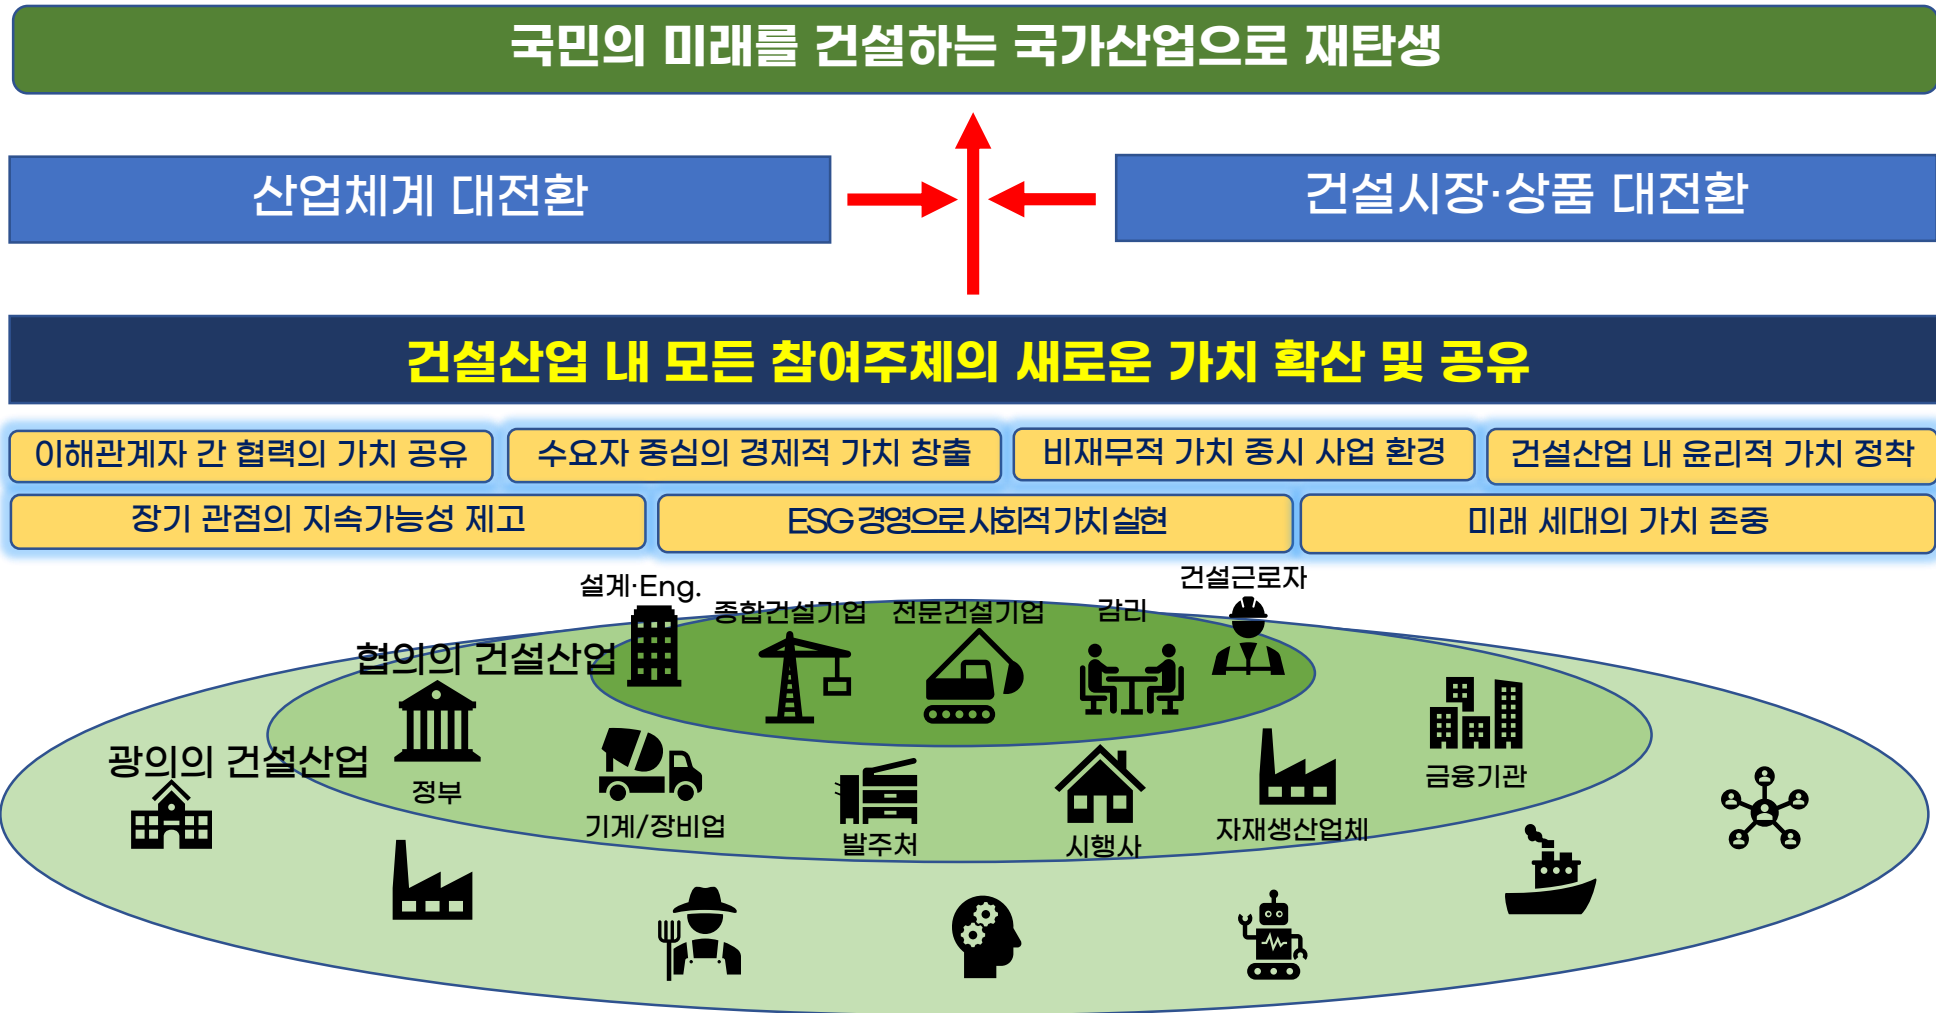 국민의 미래를 건설하는 국가산업으로 재탄생
산업체계 대전환
건설시장·상품 대전환
건설산업 내 모든 참여주체의 새로운 가치 확산 및 공유
이해관계자 간 협력의 가치 공유
수요자 중심의 경제적 가치 창출
비재무적 가치 중시 사업 환경
건설산업 내 윤리적 가치 정착
장기 관점의 지속가능성 제고
ESG 경영으로 사회적 가치 실현
미래 세대의 가치 존중
설계·Eng.
종합건설기업
전문건설기업
감리
건설근로자
협의의 건설산업
광의의 건설산업
정부
기계/장비업
발주처
시행사
자재생산업체
금융기관